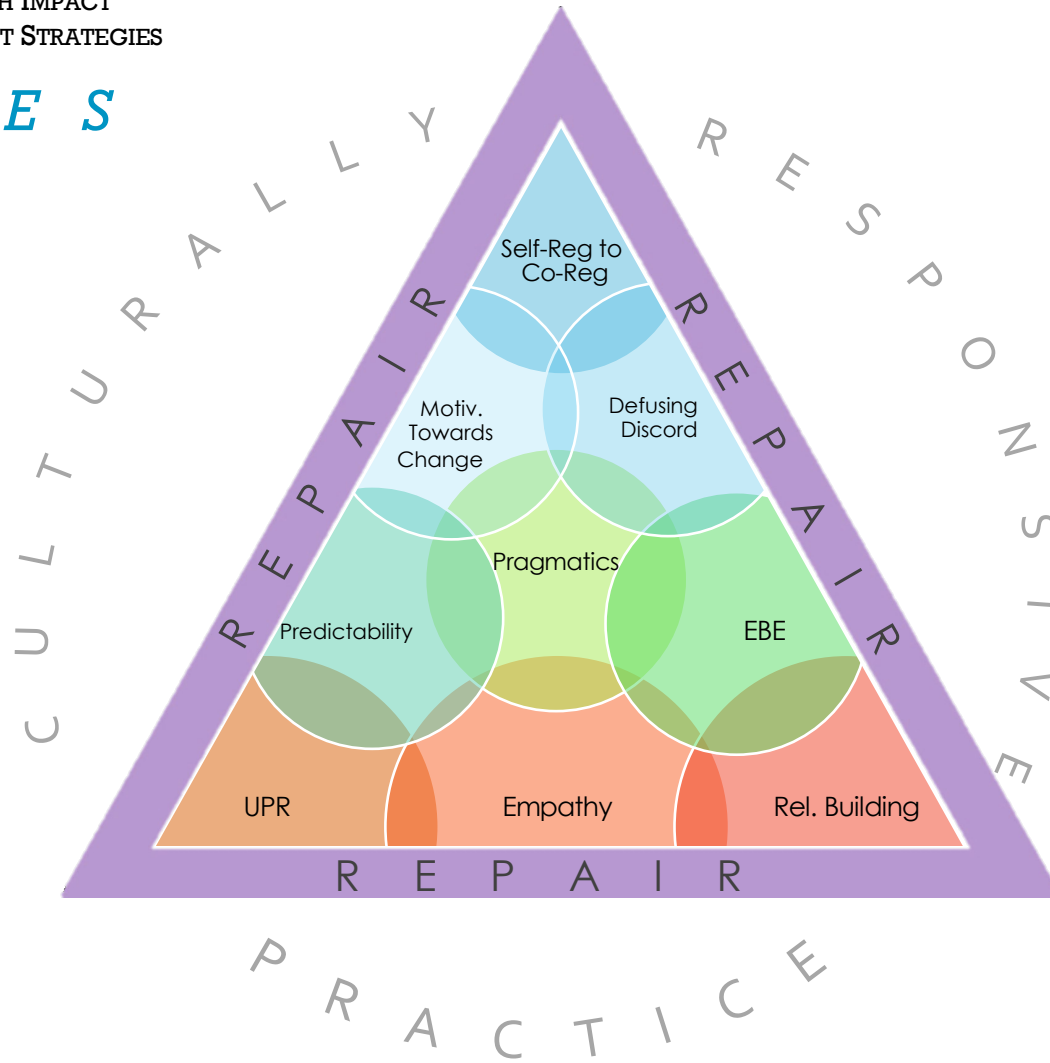 H IMPACT
T STRATEGIES
E S
CULTURALLY
RESPONSIVE
PRACTICE
REPAIR
REPAIR
REPAIR
Self-Reg to
Co-Reg
Motiv.
Towards
Change
Defusing
Discord
Pragmatics
Predictability
EBE
UPR
Empathy
Rel. Building